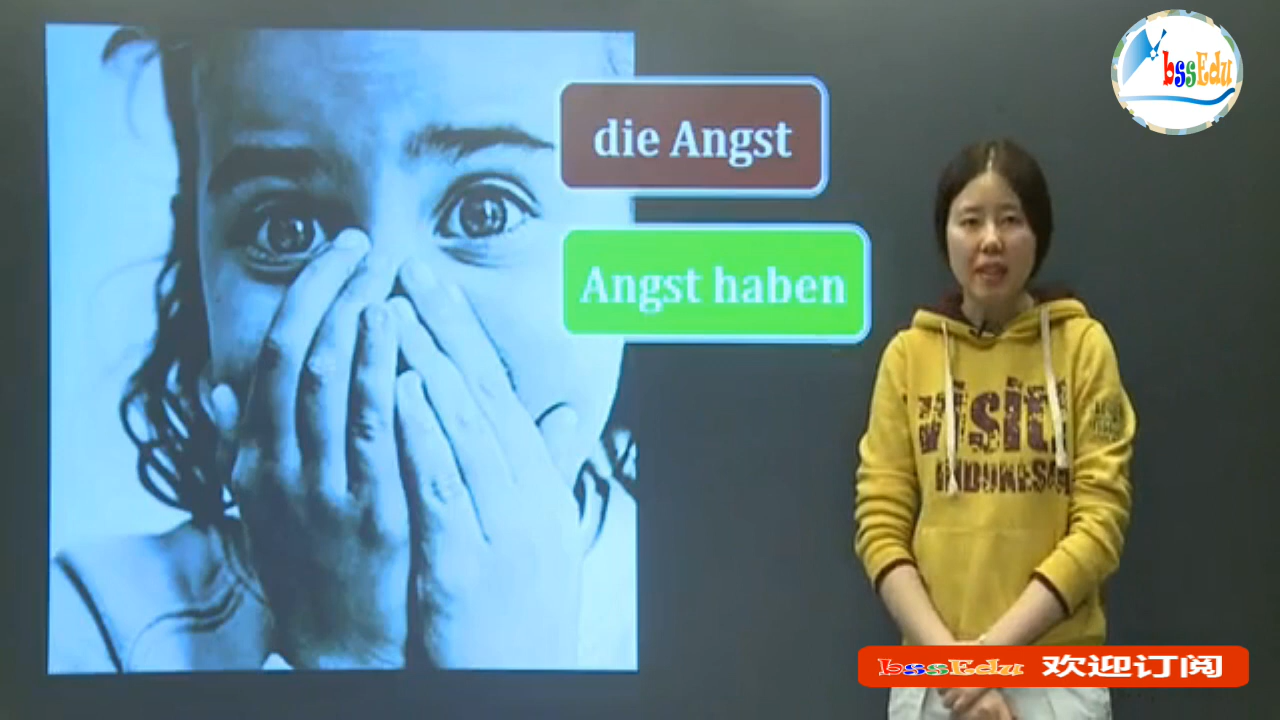 bssEdu
die Angst
Angst haben
visit
INDONESIA
bssEdu 欢迎订阅